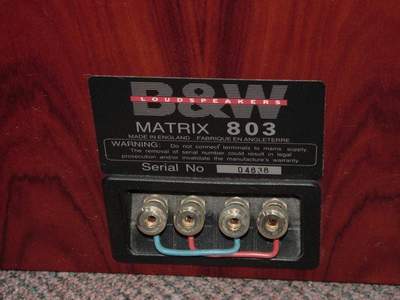 B&W
LOUDSPEAKERS
MATRIX 803
MADE IN ENGLAND FABRIQUE EN ANGLETERRE
WARNING: Do not connect terminals to mains supply.
The removal of serial number could result in legal
prosecution and/or invalidate the manufacturer's warranty.
Serial No 04638